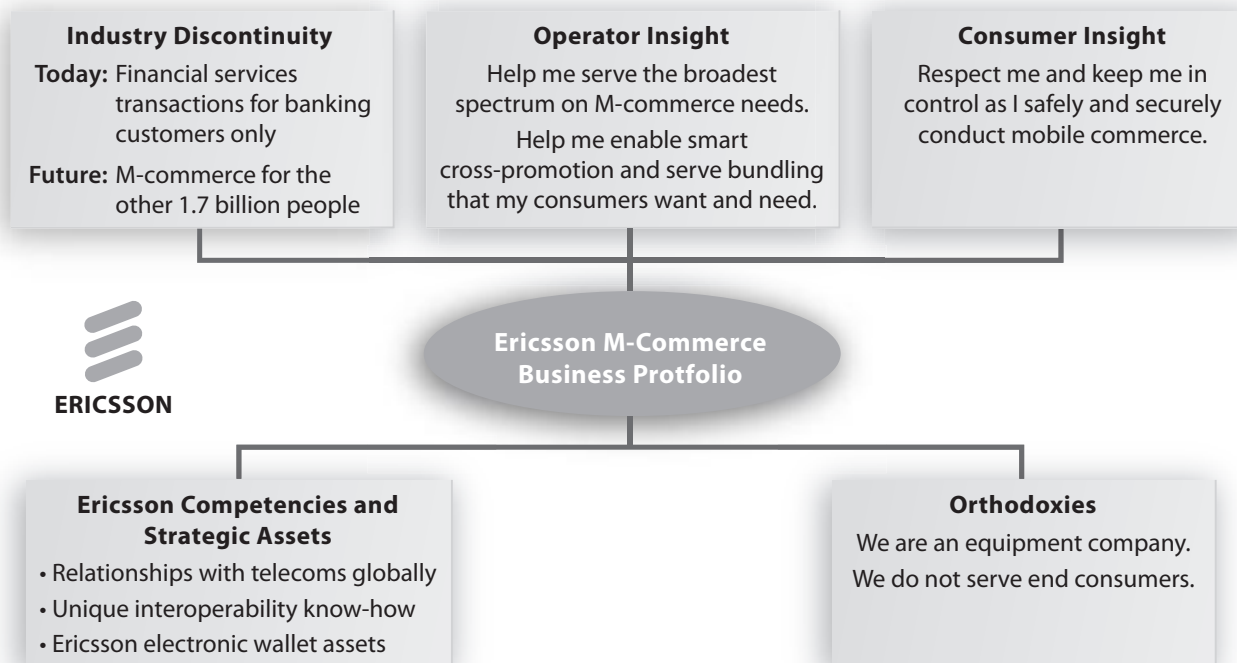 Industry Discontinuity
Today: Financial services
transactions for banking
customers only
Future: M-commerce for the
other 1.7 billion people
Operator Insight
Help me serve the broadest
spectrum on M-commerce needs.
Help me enable smart
cross-promotion and serve bundling
that my consumers want and need.
Consumer Insight
Respect me and keep me in
control as I safely and securely
conduct mobile commerce.
ERICSSON
Ericsson M-Commerce
Business Protfolio
Ericsson Competencies and
Strategic Assets
• Relationships with telecoms globally
• Unique interoperability know-how
• Ericsson electronic wallet assets
Orthodoxies
We are an equipment company.
We do not serve end consumers.